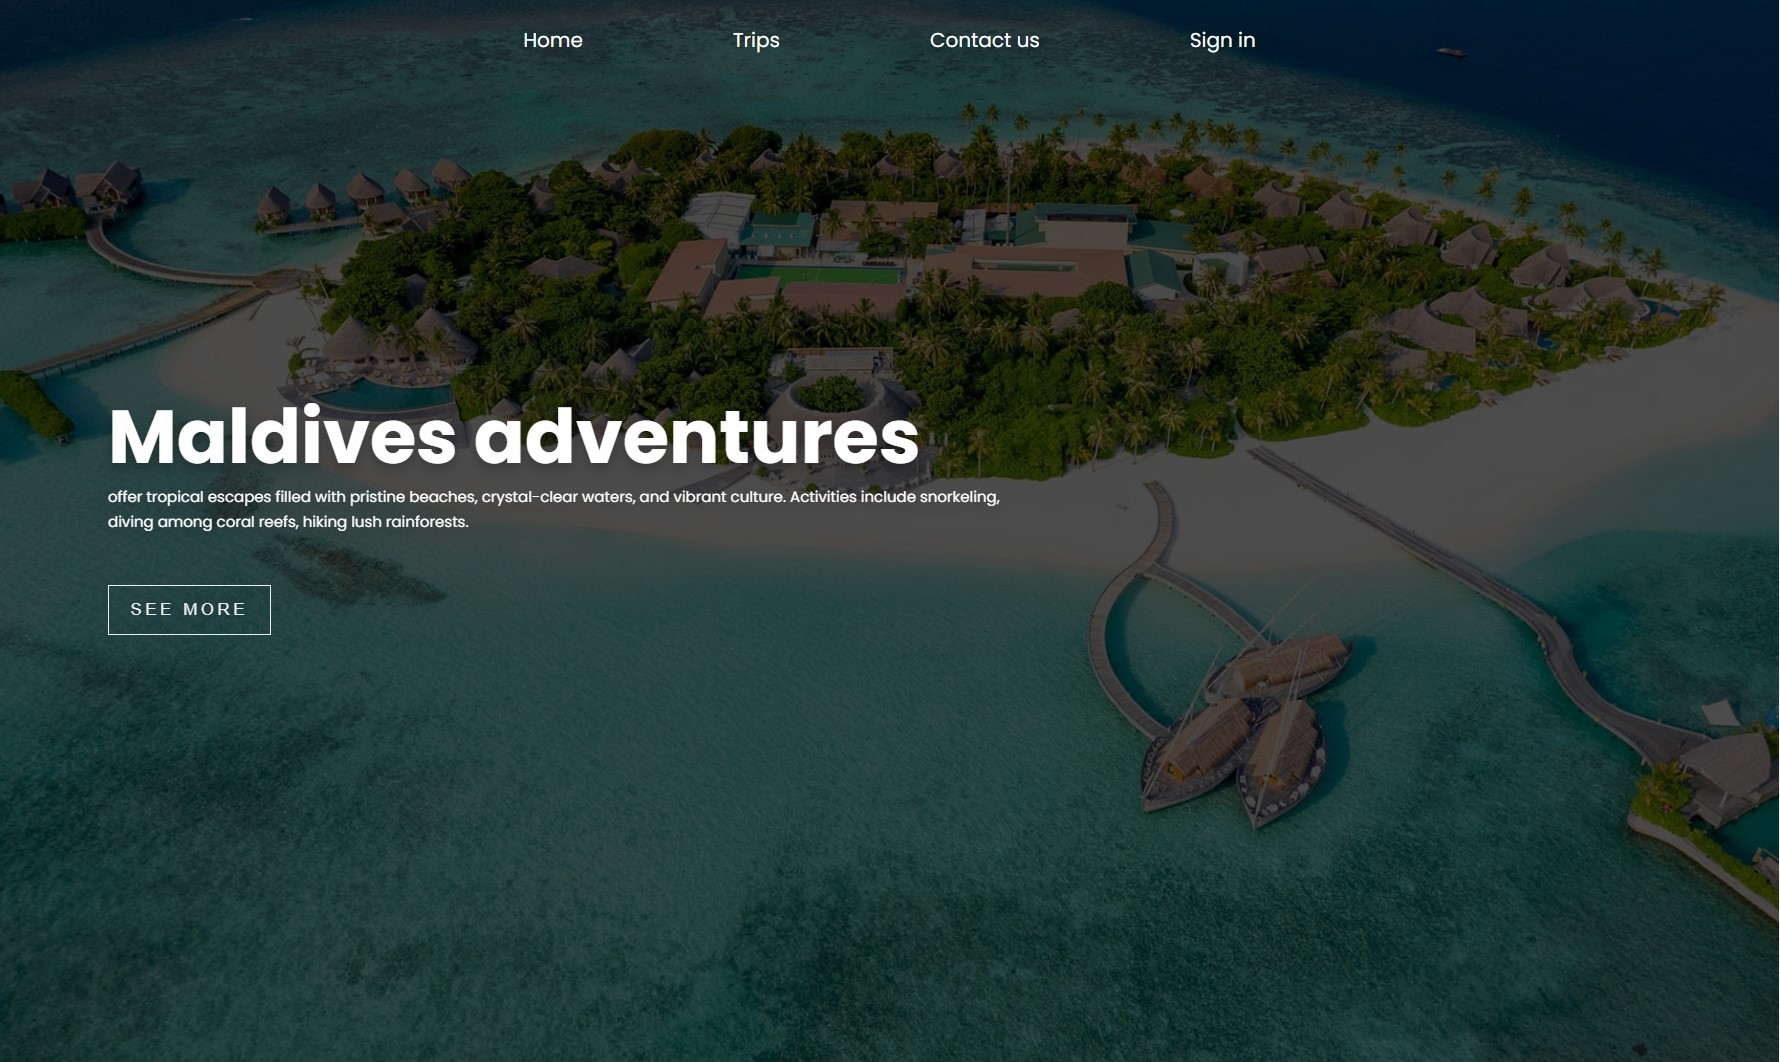 Home Trips Contact us Sign in
Maldives adventures
offer tropical escapes filled with pristine beaches, crystal-clear waters, and vibrant culture. Activities include snorkeling,
diving among coral reefs, hiking lush rainforests.
SEE MORE